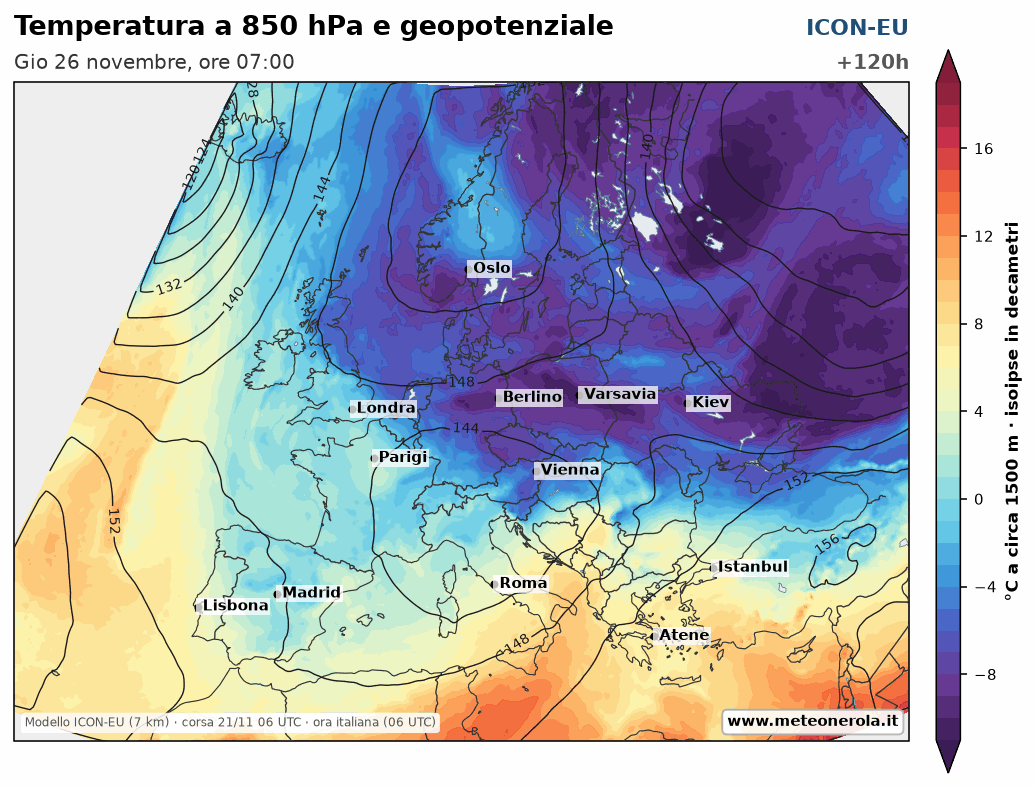 Temperatura a 850 hPa e geopotenziale
ICON-EU
Gio 26 novembre, ore 07:00
+120h
28
124
120
144
140
132
140
Oslo
148
Londra
Berlino
Varsavia
Kiev
144
Parigi
Vienna
152
152
156
Istanbul
Roma
Madrid
Lisbona
Atene
148
Modello ICON-EU (7 km) · corsa 21/11 06 UTC · ora italiana (06 UTC)
www.meteonerola.it
16
12
8
4
0
−4
−8
°C a circa 1500 m · isoipse in decametri